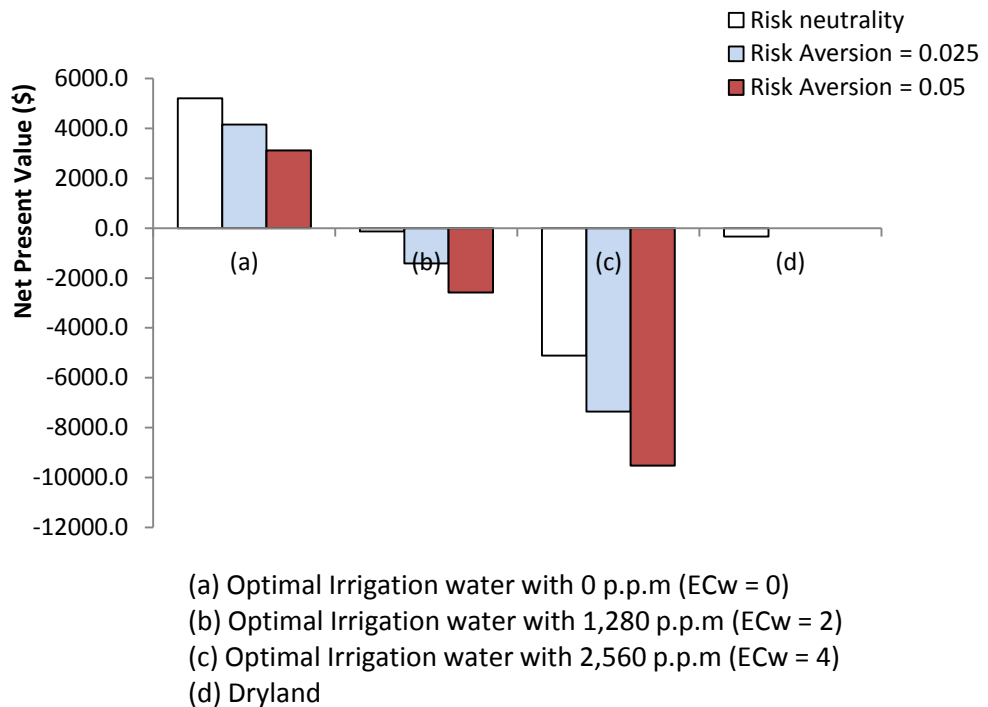 Risk neutrality
Risk Aversion = 0.025
Risk Aversion = 0.05
Net Present Value ($)
6000.0
4000.0
2000.0
0.0
-2000.0
-4000.0
-6000.0
-8000.0
-10000.0
-12000.0
(a) (b) (c) (d)
(a) Optimal Irrigation water with 0 p.p.m (ECw = 0)
(b) Optimal Irrigation water with 1,280 p.p.m (ECw = 2)
(c) Optimal Irrigation water with 2,560 p.p.m (ECw = 4)
(d) Dryland